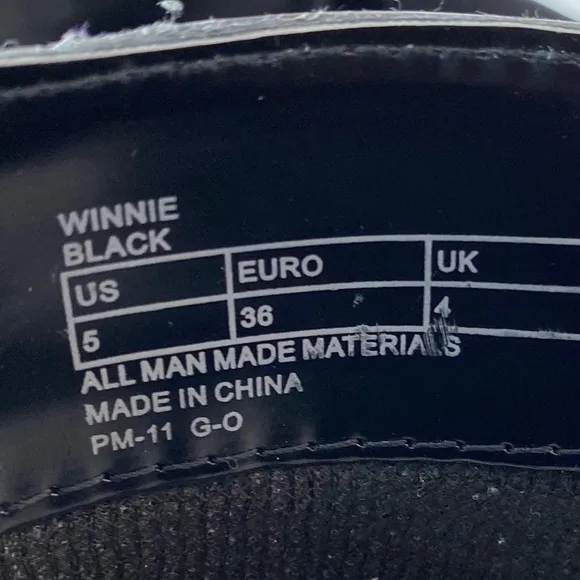 WINNIE
BLACK
US EURO UK
5 36 4
ALL MAN MADE MATERIALS
MADE IN CHINA
PM-11 G-O